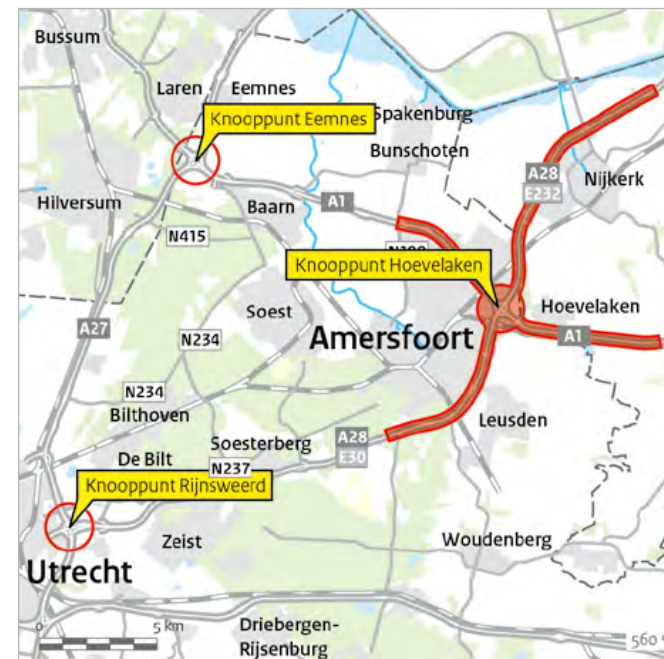 Bussum
Laren
Eemnes
Knooppunt Eemnes
Spakenburg
Bunschoten
A28
E232
Nijkerk
Hilversum
Baarn
A1
N415
Knooppunt Hoevelaken
Soest
Hoevelaken
A27
N234
Amersfoort
A1
N234
Bilthoven
Leusden
Soesterberg
A28
E30
De Bilt
N237
Knooppunt Rijnsweerd
Zeist
Woudenberg
Utrecht
0
5 km
Driebergen-
Rijsenburg
560